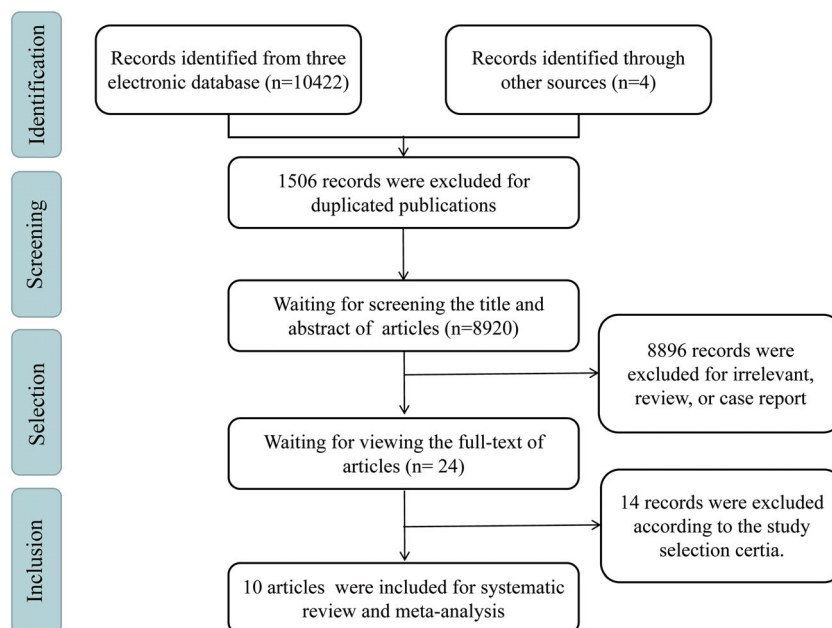 Identification
Records identified from three
electronic database (n=10422)
Records identified through
other sources (n=4)
Screening
1506 records were excluded for
duplicated publications
Waiting for screening the title and
abstract of articles (n=8920)
Selection
8896 records were
excluded for irrelevant,
review, or case report
Waiting for viewing the full-text of
articles (n= 24)
Inclusion
14 records were excluded
according to the study
selection certia.
10 articles were included for systematic
review and meta-analysis